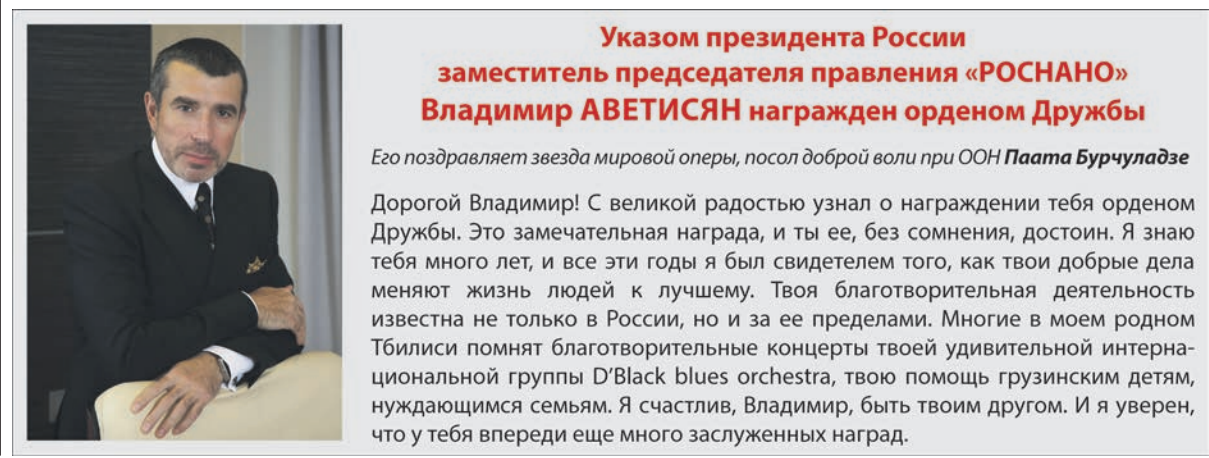 Указом президента России
заместитель председателя правления «РОСНАНО»
Владимир АВЕТИСЯН награжден орденом Дружбы
Его поздравляет звезда мировой оперы, посол доброй воли при ООН Паата Бурчуладзе
Дорогой Владимир! С великой радостью узнал о награждении тебя орденом
Дружбы. Это замечательная награда, и ты ее, без сомнения, достоин. Я знаю
тебя много лет, и все эти годы я был свидетелем того, как твои добрые дела
меняют жизнь людей к лучшему. Твоя благотворительная деятельность
известна не только в России, но и за ее пределами. Многие в моем родном
Тбилиси помнят благотворительные концерты твоей удивительной интерна-
циональной группы D’Black blues orchestra, твою помощь грузинским детям,
нуждающимся семьям. Я счастлив, Владимир, быть твоим другом. И я уверен,
что у тебя впереди еще много заслуженных наград.